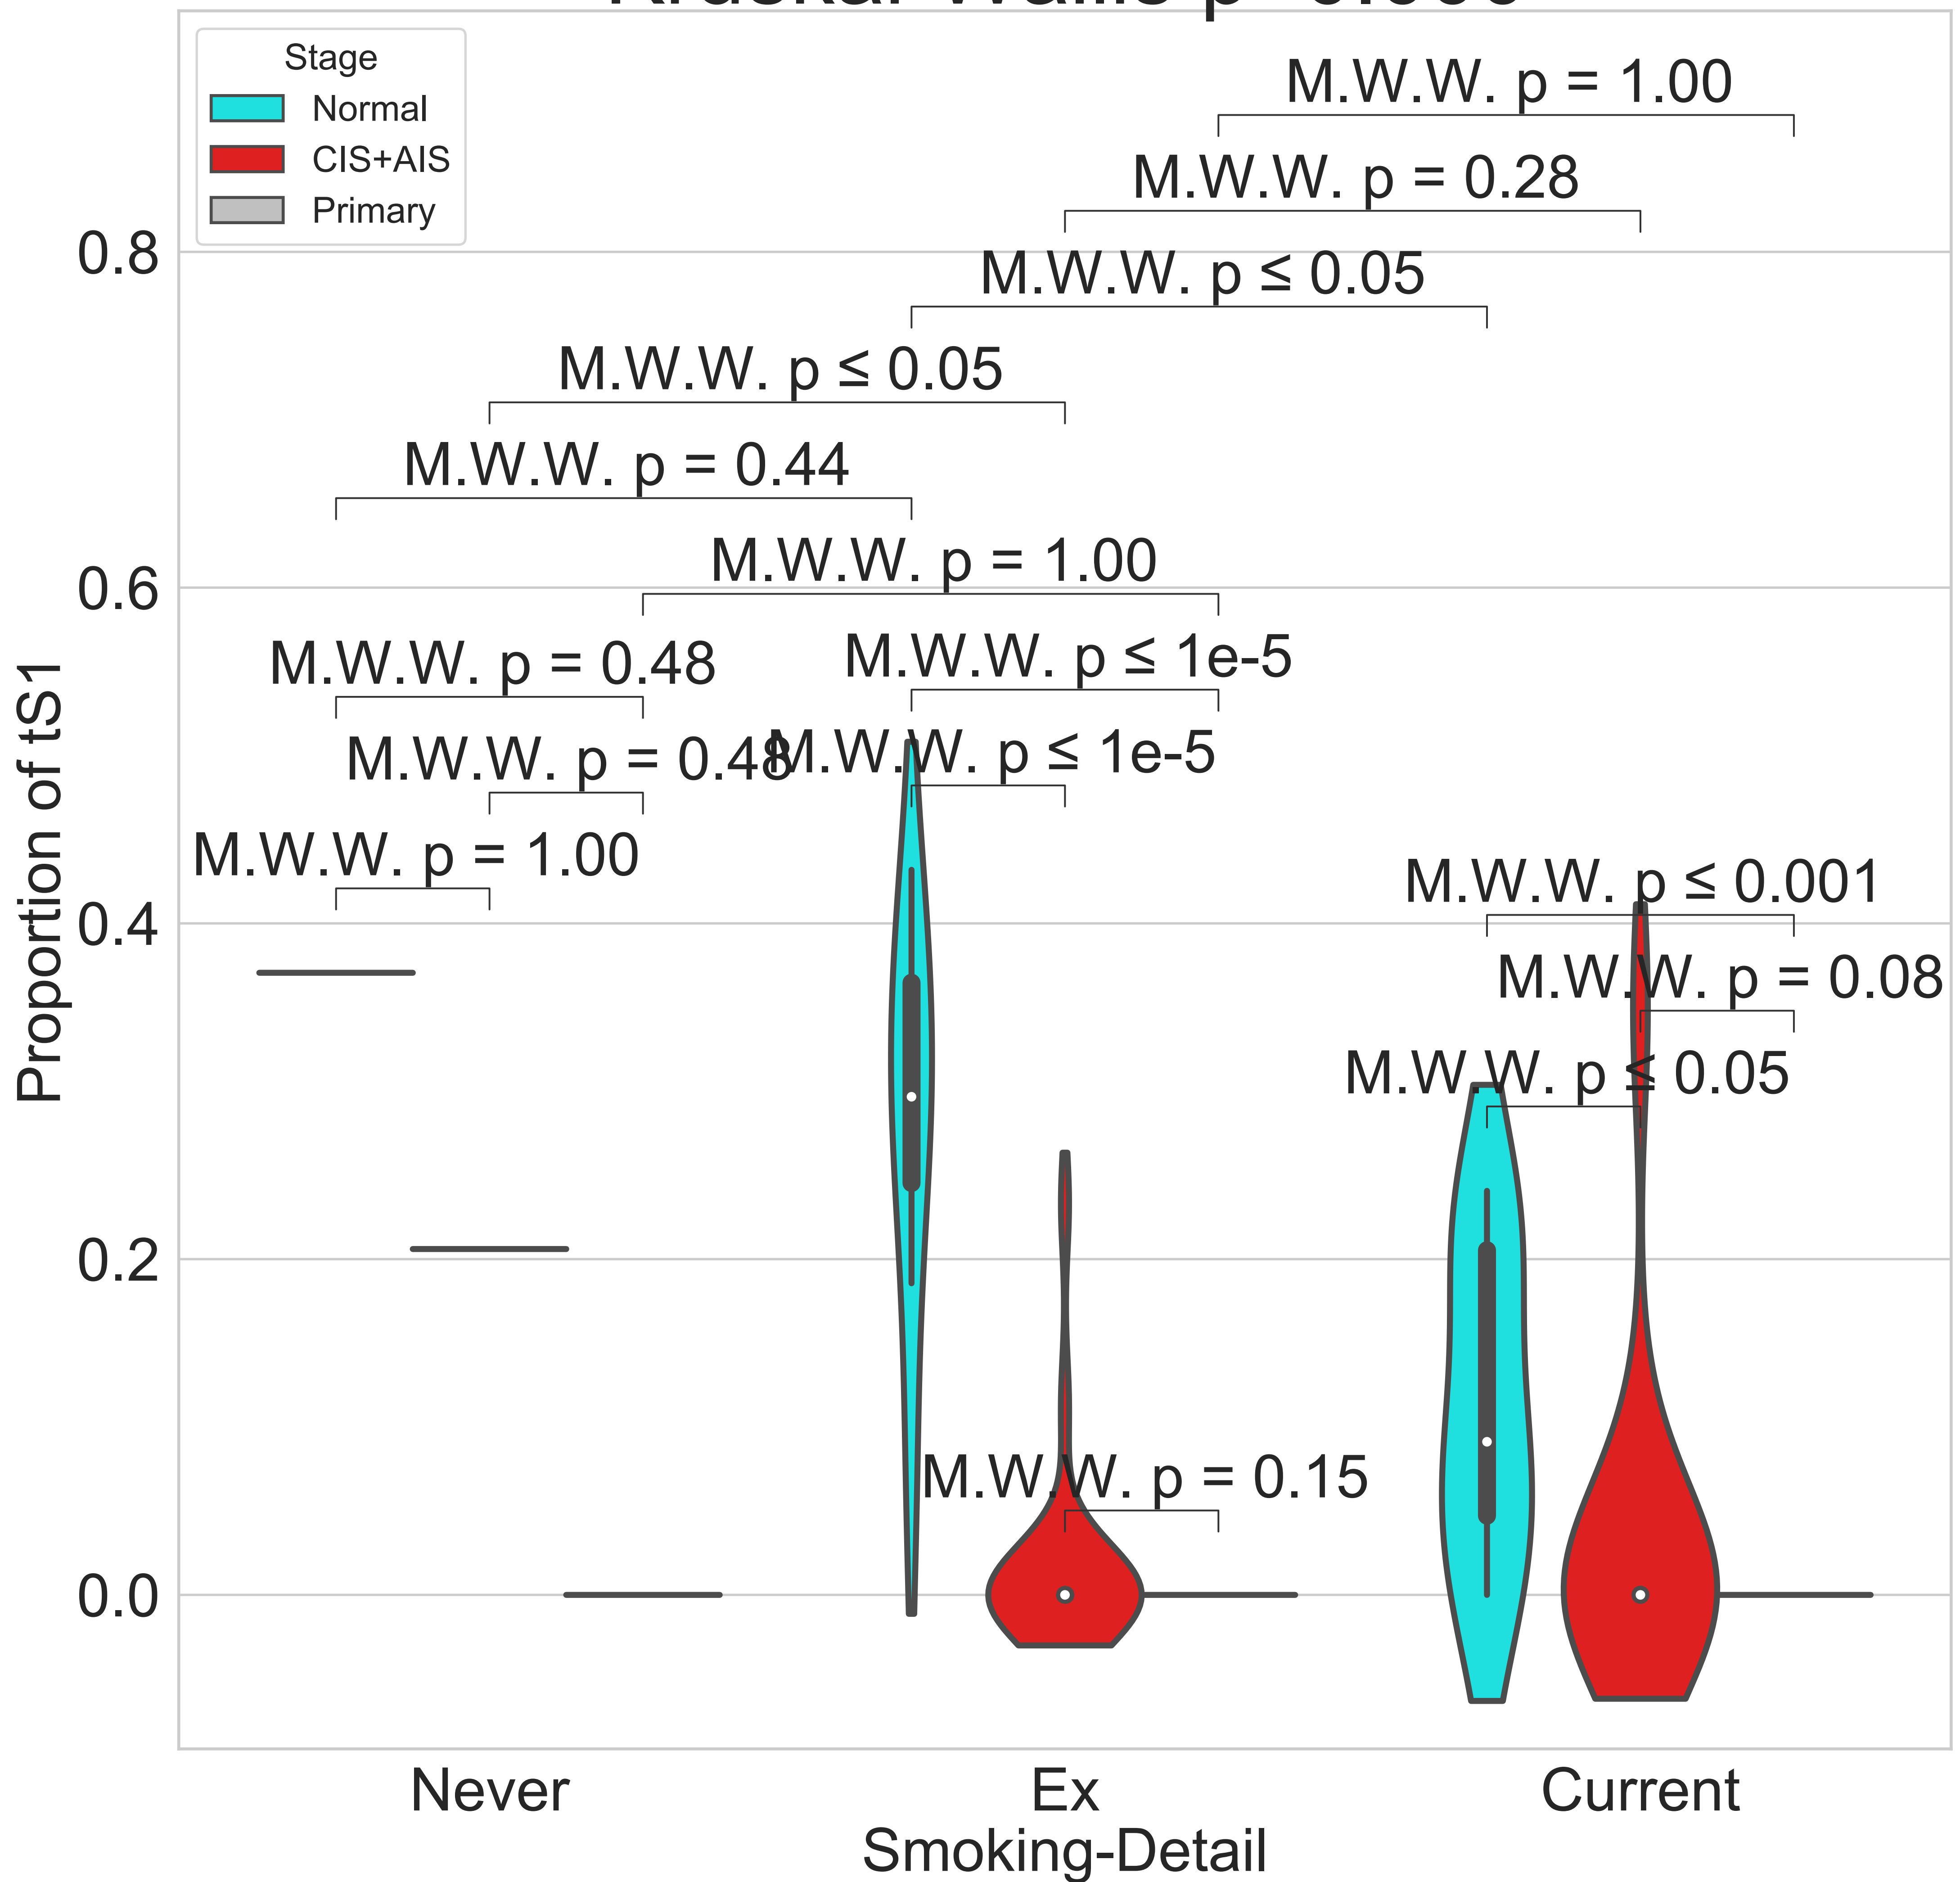 Stage
Normal
CIS+AIS
Primary
M.W.W. p = 1.00
M.W.W. p = 0.28
M.W.W. p ≤ 0.05
M.W.W. p ≤ 0.05
M.W.W. p = 0.44
M.W.W. p = 1.00
M.W.W. p = 0.48
M.W.W. p ≤ 1e-5
M.W.W. p = 0.48
M.W.W. p ≤ 1e-5
M.W.W. p = 1.00
M.W.W. p ≤ 0.001
M.W.W. p = 0.08
M.W.W. p ≤ 0.05
M.W.W. p = 0.15
0.8
0.6
0.4
0.2
0.0
Proportion of tS1
Never
Ex
Current
Smoking-Detail